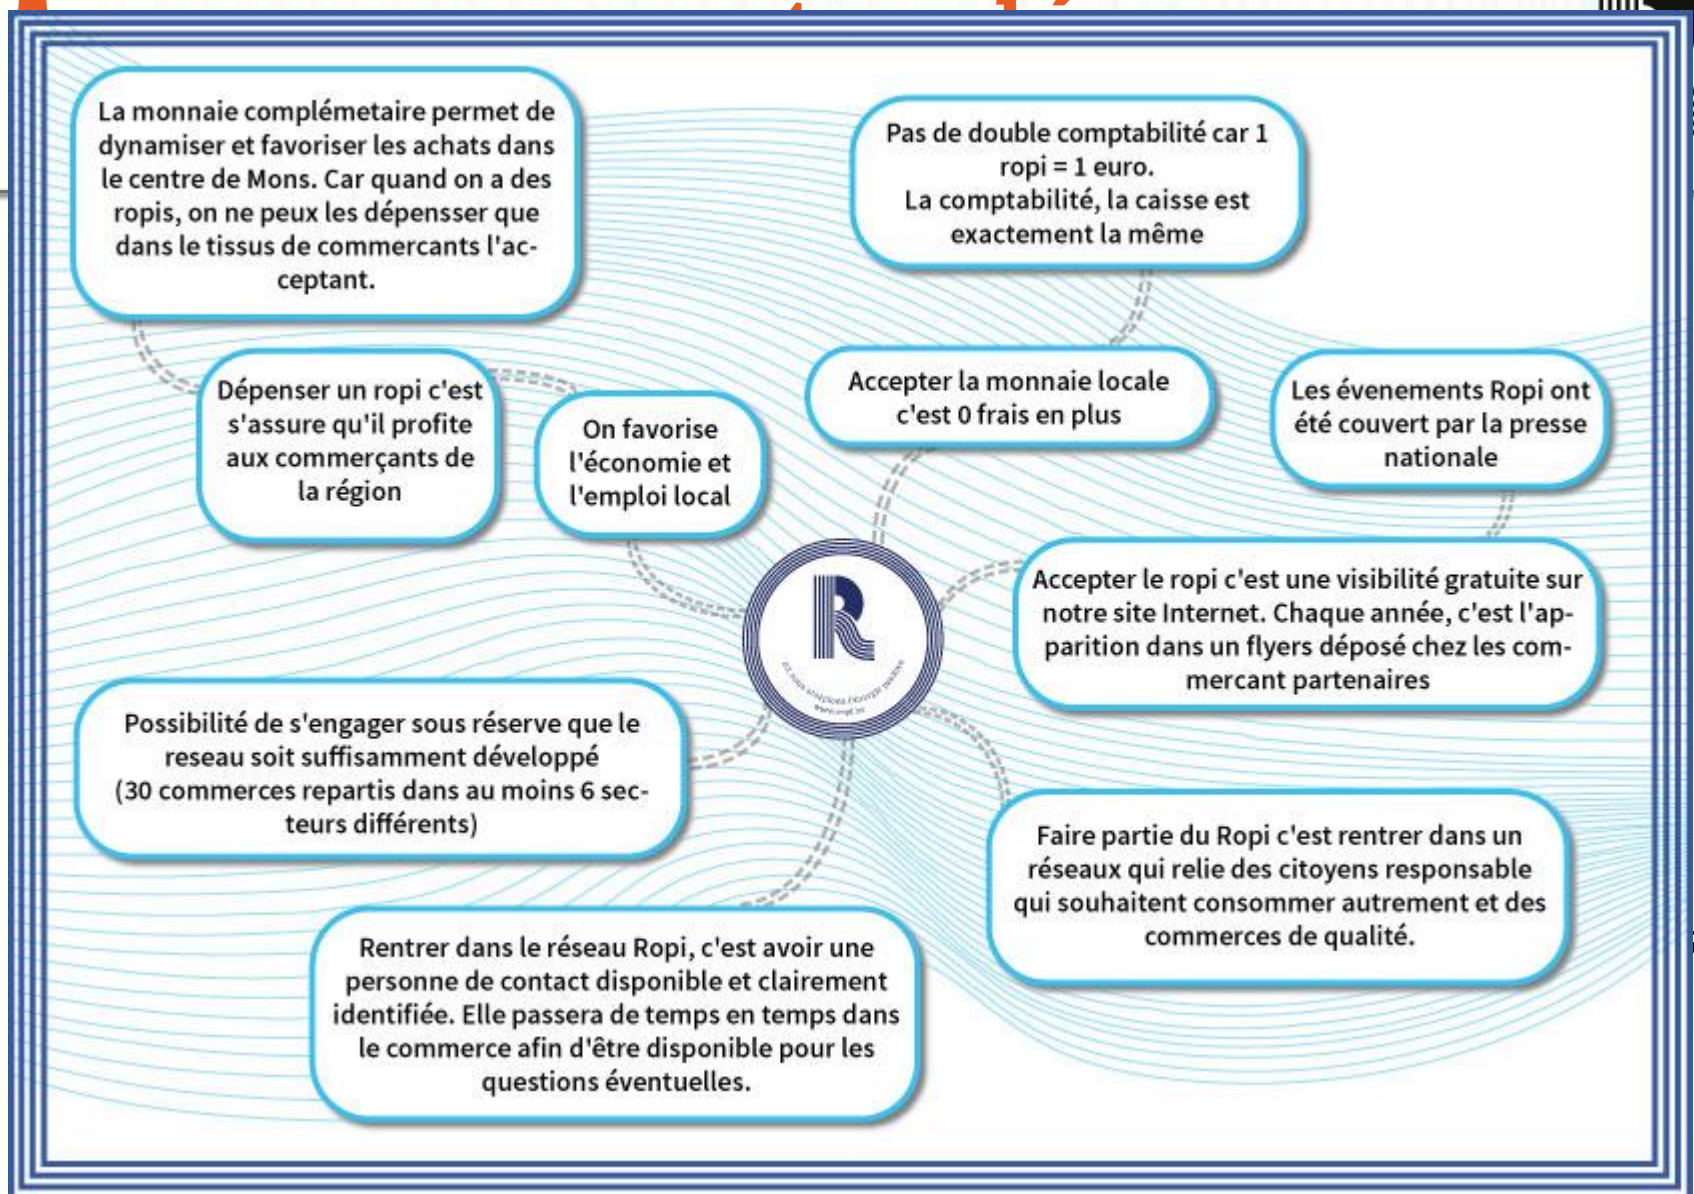 La monnaie complémetaire permet de
dynamiser et favoriser les achats dans
le centre de Mons. Car quand on a des
ropis, on ne peux les dépensser que
dans le tissus de commercants l'ac-
ceptant.
Pas de double comptabilité car 1
ropi = 1 euro.
La comptabilité, la caisse est
exactement la même
Dépenser un ropi c'est
s'assure qu'il profite
aux commerçants de
la région
On favorise
l'économie et
l'emploi local
Accepter la monnaie locale
c'est 0 frais en plus
Les évenements Ropi ont
été couvert par la presse
nationale
Accepter le ropi c'est une visibilité gratuite sur
notre site Internet. Chaque année, c'est l'ap-
parition dans un flyers déposé chez les com-
mercant partenaires
R
Possibilité de s'engager sous réserve que le
reseau soit suffisamment développé
(30 commerces repartis dans au moins 6 sec-
teurs différents)
Faire partie du Ropi c'est rentrer dans un
réseaux qui relie des citoyens responsable
qui souhaitent consommer autrement et des
commerces de qualité.
Rentrer dans le réseau Ropi, c'est avoir une
personne de contact disponible et clairement
identifiée. Elle passera de temps en temps dans
le commerce afin d'être disponible pour les
questions éventuelles.